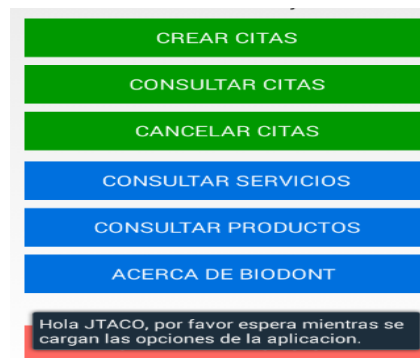 CREAR CITAS
CONSULTAR CITAS
CANCELAR CITAS
CONSULTAR SERVICIOS
CONSULTAR PRODUCTOS
ACERCA DE BIODONT
Hola JTACO, por favor espera mientras se
cargan las opciones de la aplicacion.